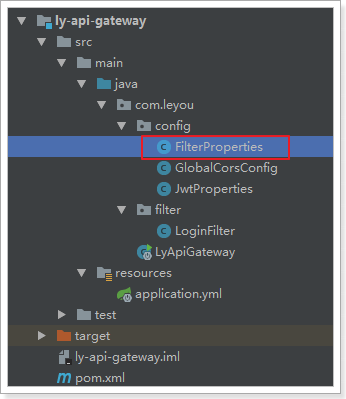 ly-api-gateway
src
main
java
com.leyou
config
FilterProperties
GlobalCorsConfig
JwtProperties
filter
LoginFilter
LyApiGateway
resources
application.yml
test
target
ly-api-gateway.iml
pom.xml